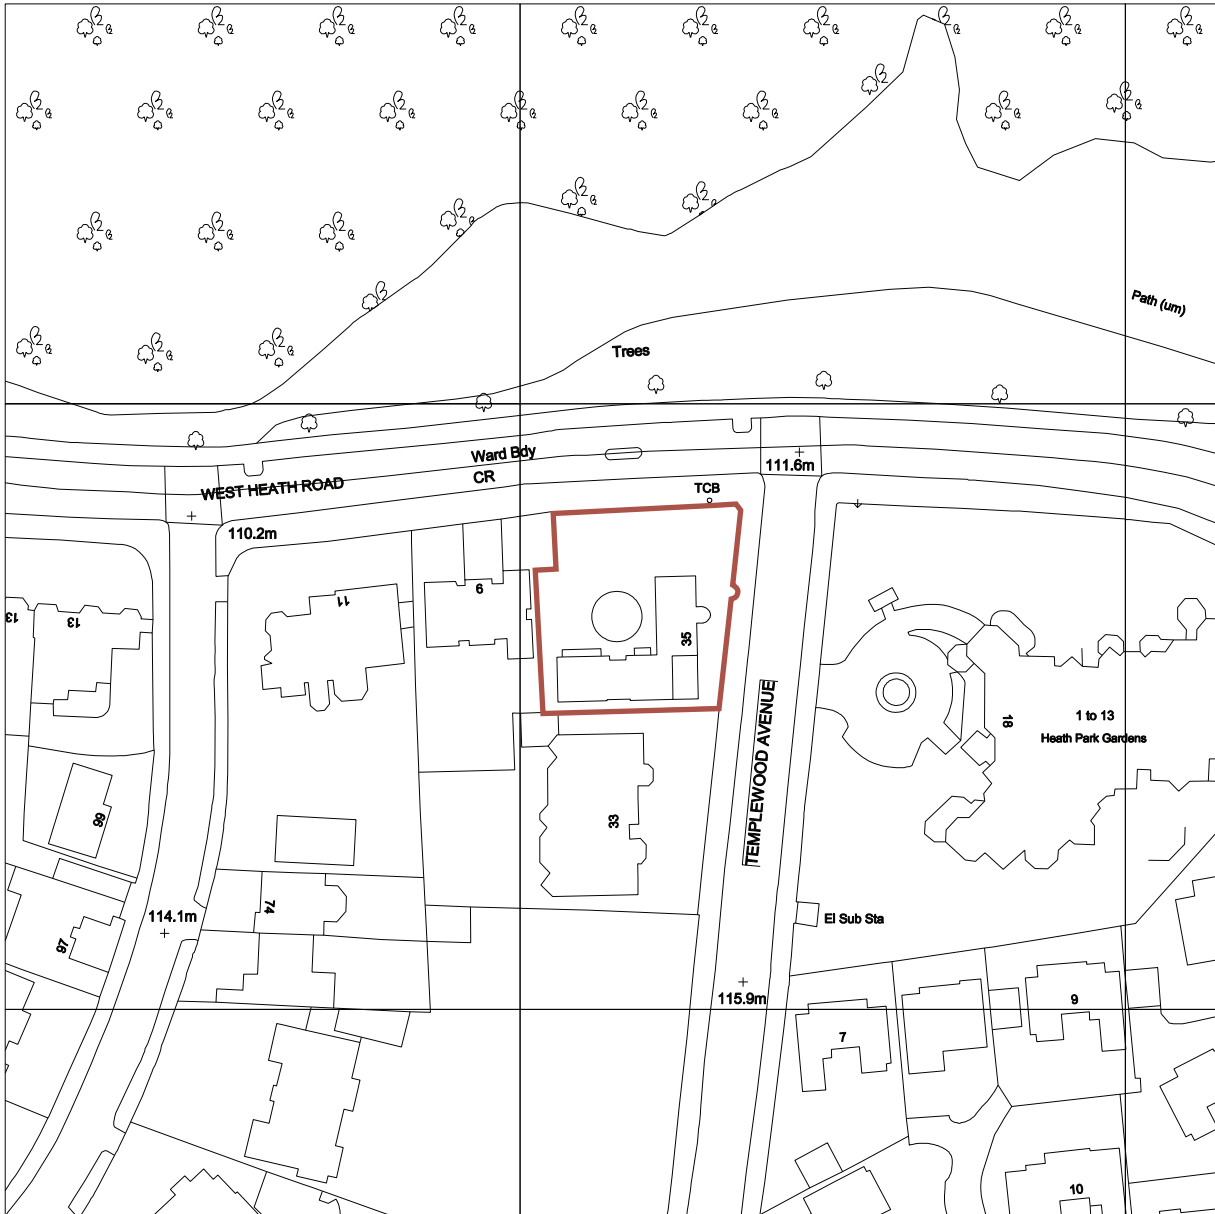 Path (um)
Trees
Ward Bdy
CR
111.6m
WEST HEATH ROAD
TCB
110.2m
11
9
13
13
35
TEMPLEWOOD AVENUE
18
1 to 13
Heath Park Gardens
99
33
74
114.1m
97
El Sub Sta
115.9m
9
7
10